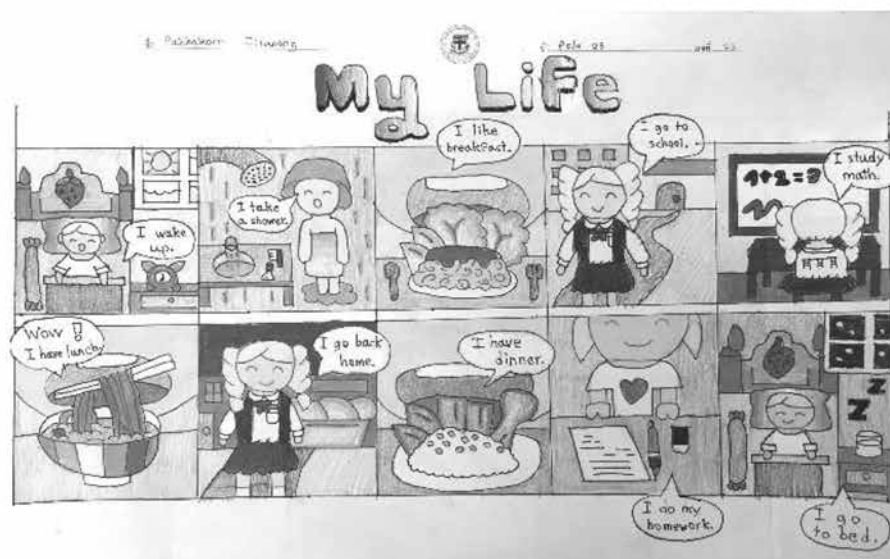 My Life
I wake
up.
I take
a shower.
I like
breakfast.
I go to
school.
1+2=3
I study
math.
Wow!
I have lunch
I go back
home.
I have
dinner.
I do my
homework.
Z
Z
I go
to bed.